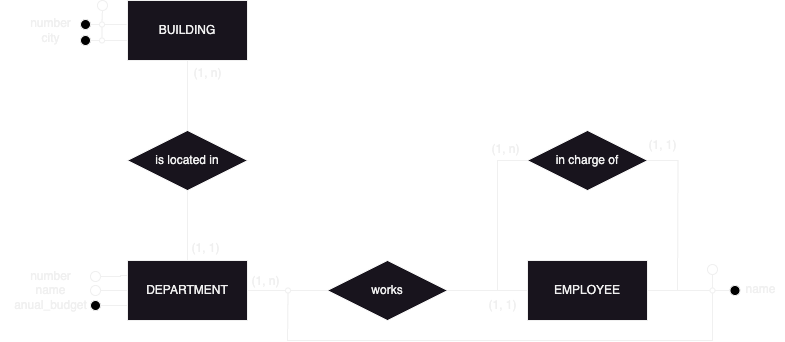 number
city
BUILDING
(1, n)
is located in
in charge of
(1, n)
(1, 1)
(1, 1)
number
name
anual_budget
DEPARTMENT
(1, n)
works
(1, 1)
EMPLOYEE
name